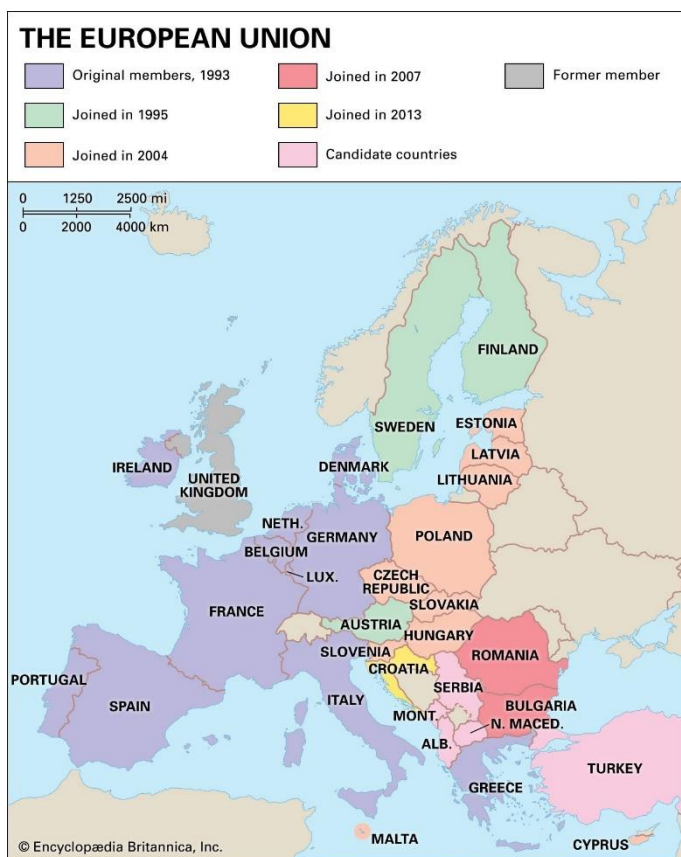 THE EUROPEAN UNION
Original members, 1993
Joined in 2007
Former member
Joined in 1995
Joined in 2013
Joined in 2004
Candidate countries
0 1250 2500 mi
0 2000 4000 km
FINLAND
SWEDEN
ESTONIA
LATVIA
LITHUANIA
IRELAND
UNITED
KINGDOM
DENMARK
NETH.
GERMANY
BELGIUM
LUX.
POLAND
CZECH
REPUBLIC
SLOVAKIA
FRANCE
AUSTRIA
HUNGARY
SLOVENIA
CROATIA
ROMANIA
PORTUGAL
SPAIN
ITALY
SERBIA
MONT.
BULGARIA
N. MACED.
ALB.
GREECE
TURKEY
MALTA
CYPRUS
© Encyclopædia Britannica, Inc.